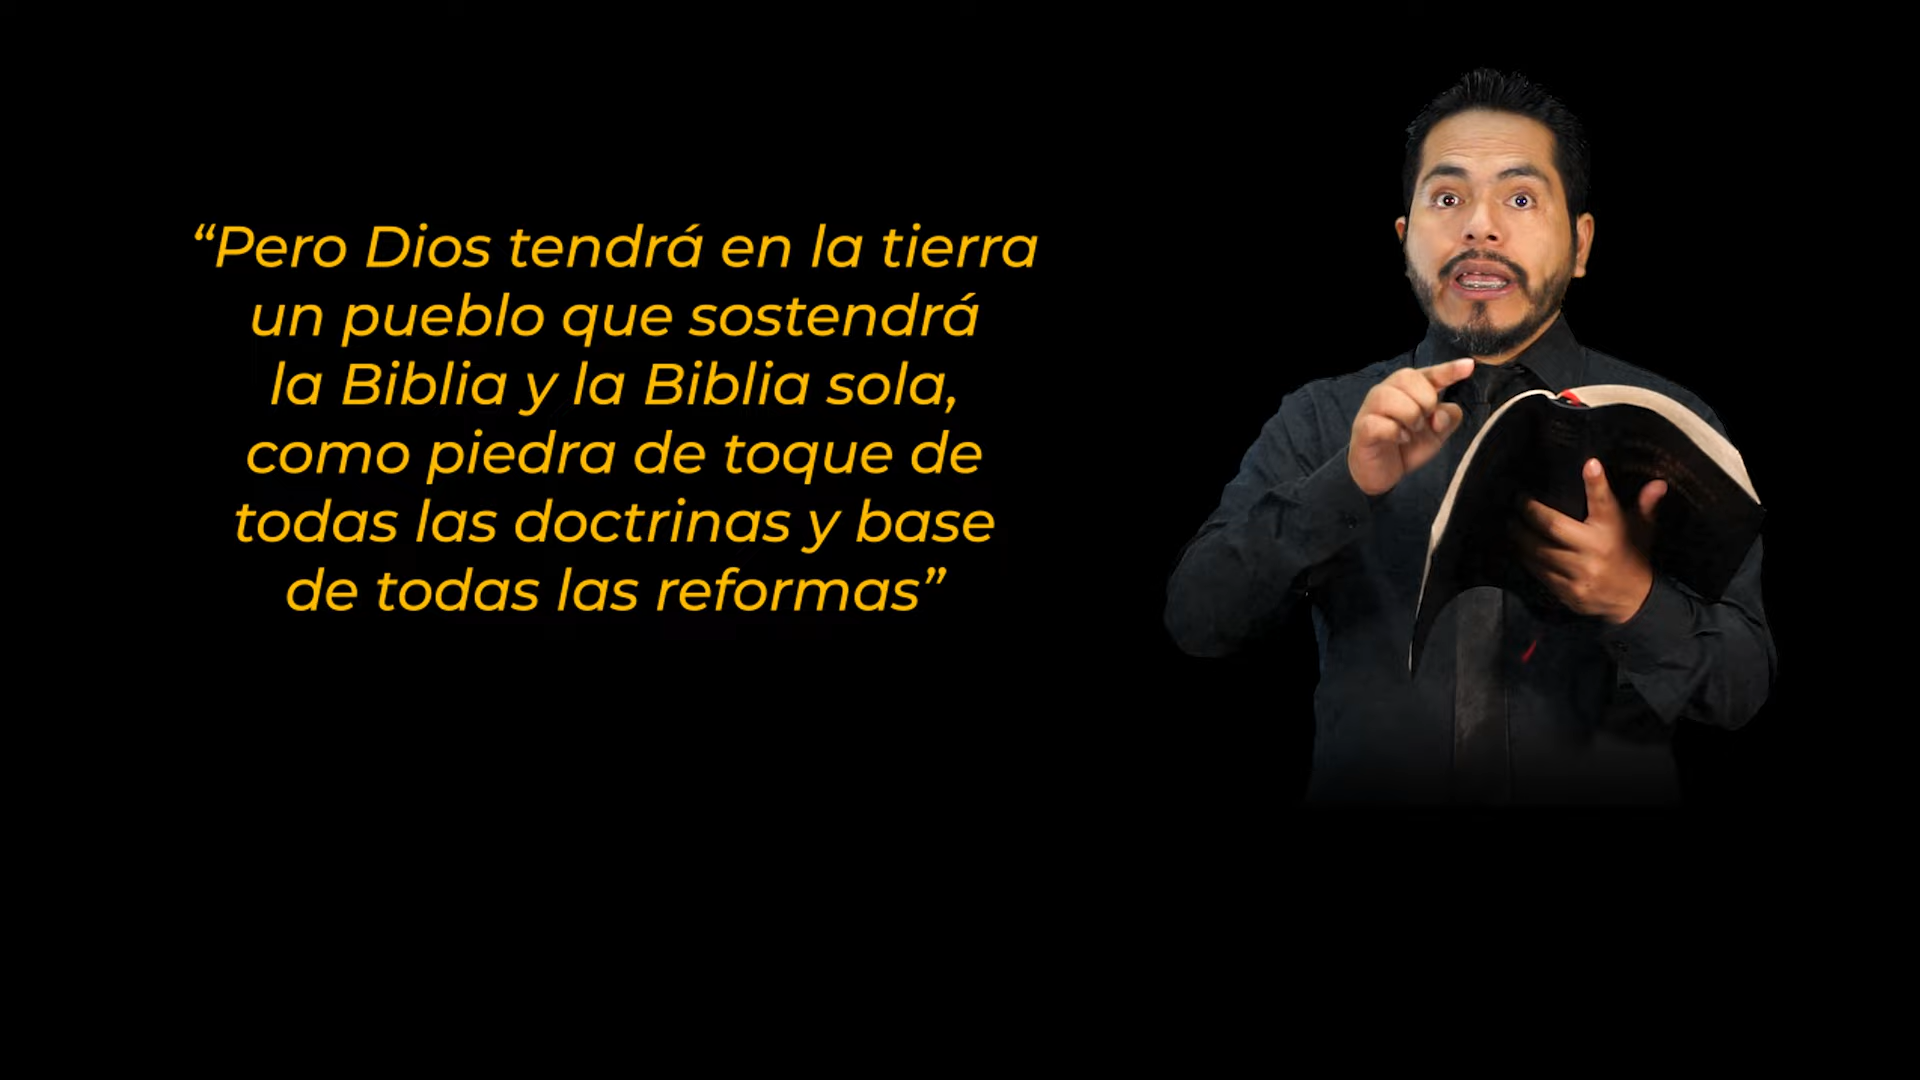 “Pero Dios tendrá en la tierra
un pueblo que sostendrá
la Biblia y la Biblia sola,
como piedra de toque de
todas las doctrinas y base
de todas las reformas”